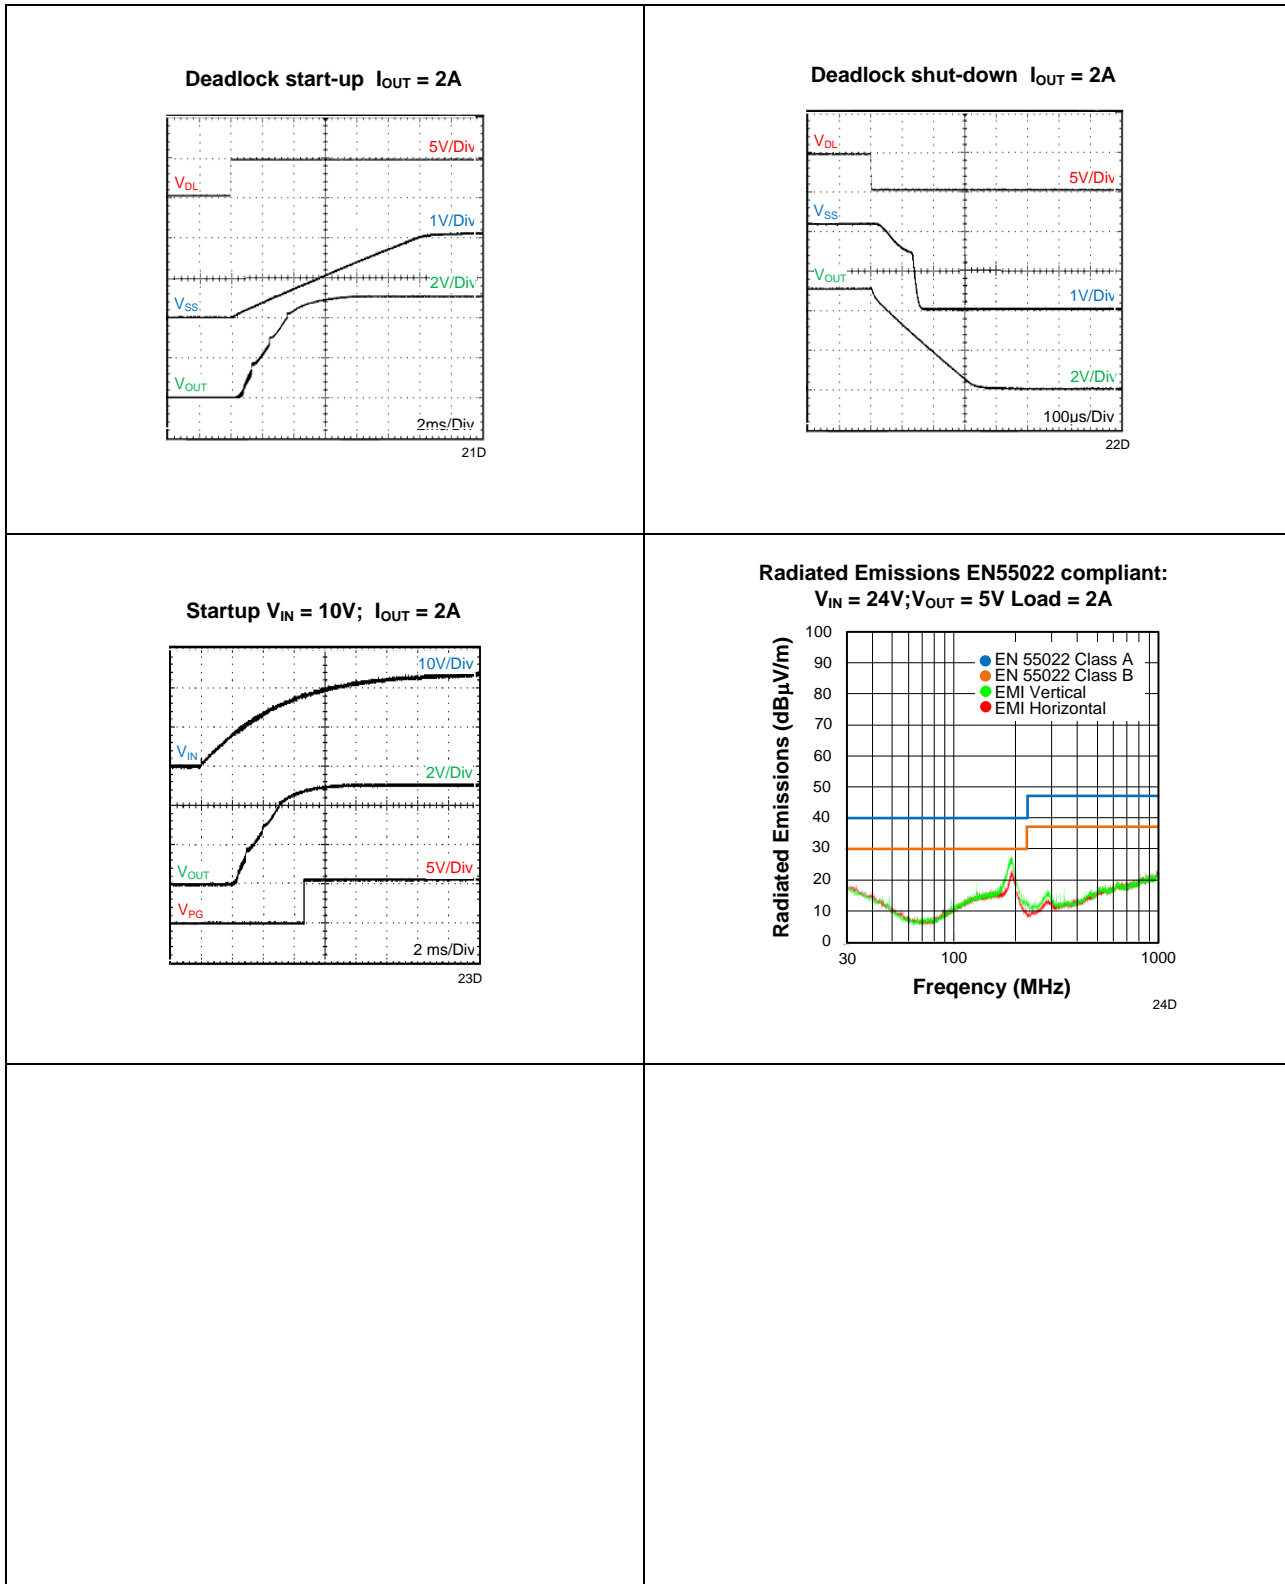 Deadlock start-up IOUT = 2A
5V/Div
VDL
1V/Div
2V/Div
VSS
VOUT
2ms/Div
21D
Deadlock shut-down IOUT = 2A
VDL
5V/Div
VSS
VOUT
1V/Div
2V/Div
100µs/Div
22D
Startup VIN = 10V; IOUT = 2A
10V/Div
VIN
2V/Div
VOUT
5V/Div
VPG
2 ms/Div
23D
Radiated Emissions EN55022 compliant:
VIN = 24V;VOUT = 5V Load = 2A
Radiated Emissions (dBµV/m)
100
90
80
70
60
50
40
30
20
10
0
EN 55022 Class A
EN 55022 Class B
EMI Vertical
EMI Horizontal
30 100 1000
Freqency (MHz)
24D